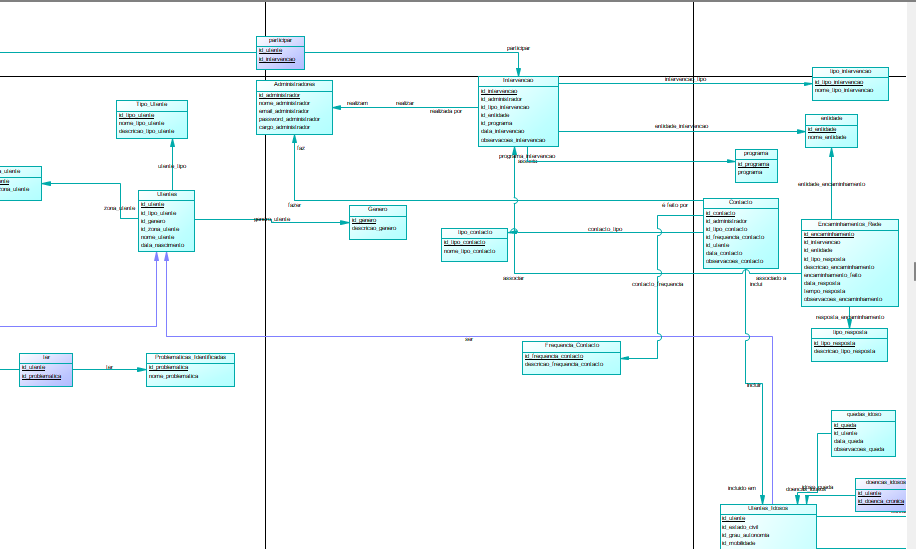 participar
id_utente
id_intervencao
participar
Administradores
id_administrador
nome_administrador
email_administrador
password_administrador
cargo_administrador
realizam
realizar
realizada por
Intervencao
id_intervencao
id_administrador
id_tipo_intervencao
id_entidade
id_programa
data_intervencao
observacoes_intervencao
intervencao_tipo
tipo_intervencao
id_tipo_intervencao
nome_tipo_intervencao
entidade_intervencao
entidade
id_entidade
nome_entidade
Tipo_Utente
id_tipo_utente
nome_tipo_utente
descricao_tipo_utente
faz
programa_intervencao
programa
id_programa
programa
utente_tipo
entidade_encaminhamento
Utentes
id_utente
id_tipo_utente
id_genero
id_zona_utente
nome_utente
data_nascimento
zona_utente
genero_utente
fazer
Genero
id_genero
descricao_genero
é feito por
Contacto
id_contacto
id_administrador
id_tipo_contacto
id_frequencia_contacto
id_utente
data_contacto
observacoes_contacto
tipo_contacto
id_tipo_contacto
nome_tipo_contacto
contacto_tipo
Encaminhamentos_Rede
id_encaminhamento
id_intervencao
id_entidade
id_tipo_resposta
descricao_encaminhamento
encaminhamento_feito
data_resposta
tempo_resposta
observacoes_encaminhamento
associar
associado a
contacto_frequencia
inclui
resposta_encaminhamento
tipo_resposta
id_tipo_resposta
descricao_tipo_resposta
ser
Frequencia_Contacto
id_frequencia_contacto
descricao_frequencia_contacto
ter
id_utente
id_problematica
ter
Problematicas_Identificadas
id_problematica
nome_problematica
incluir
quedas_idoso
id_queda
id_utente
data_queda
observacoes_queda
incluido em
doencas_idosos
id_utente
id_doenca_cronica
Utentes_Idosos
id_utente
id_estado_civil
id_grau_autonomia
id_mobilidade